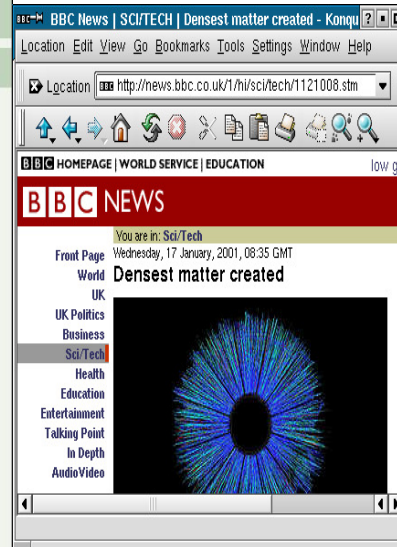 BBC News | SCI/TECH | Densest matter created - Konqu
Location Edit View Go Bookmarks Tools Settings Window Help
Location http://news.bbc.co.uk/1/hi/sci/tech/1121008.stm
BBC HOMEPAGE | WORLD SERVICE | EDUCATION low g
BBC NEWS
You are in: Sci/Tech
Wednesday, 17 January, 2001, 08:35 GMT
Densest matter created
Front Page
World
UK
UK Politics
Business
Sci/Tech
Health
Education
Entertainment
Talking Point
In Depth
AudioVideo